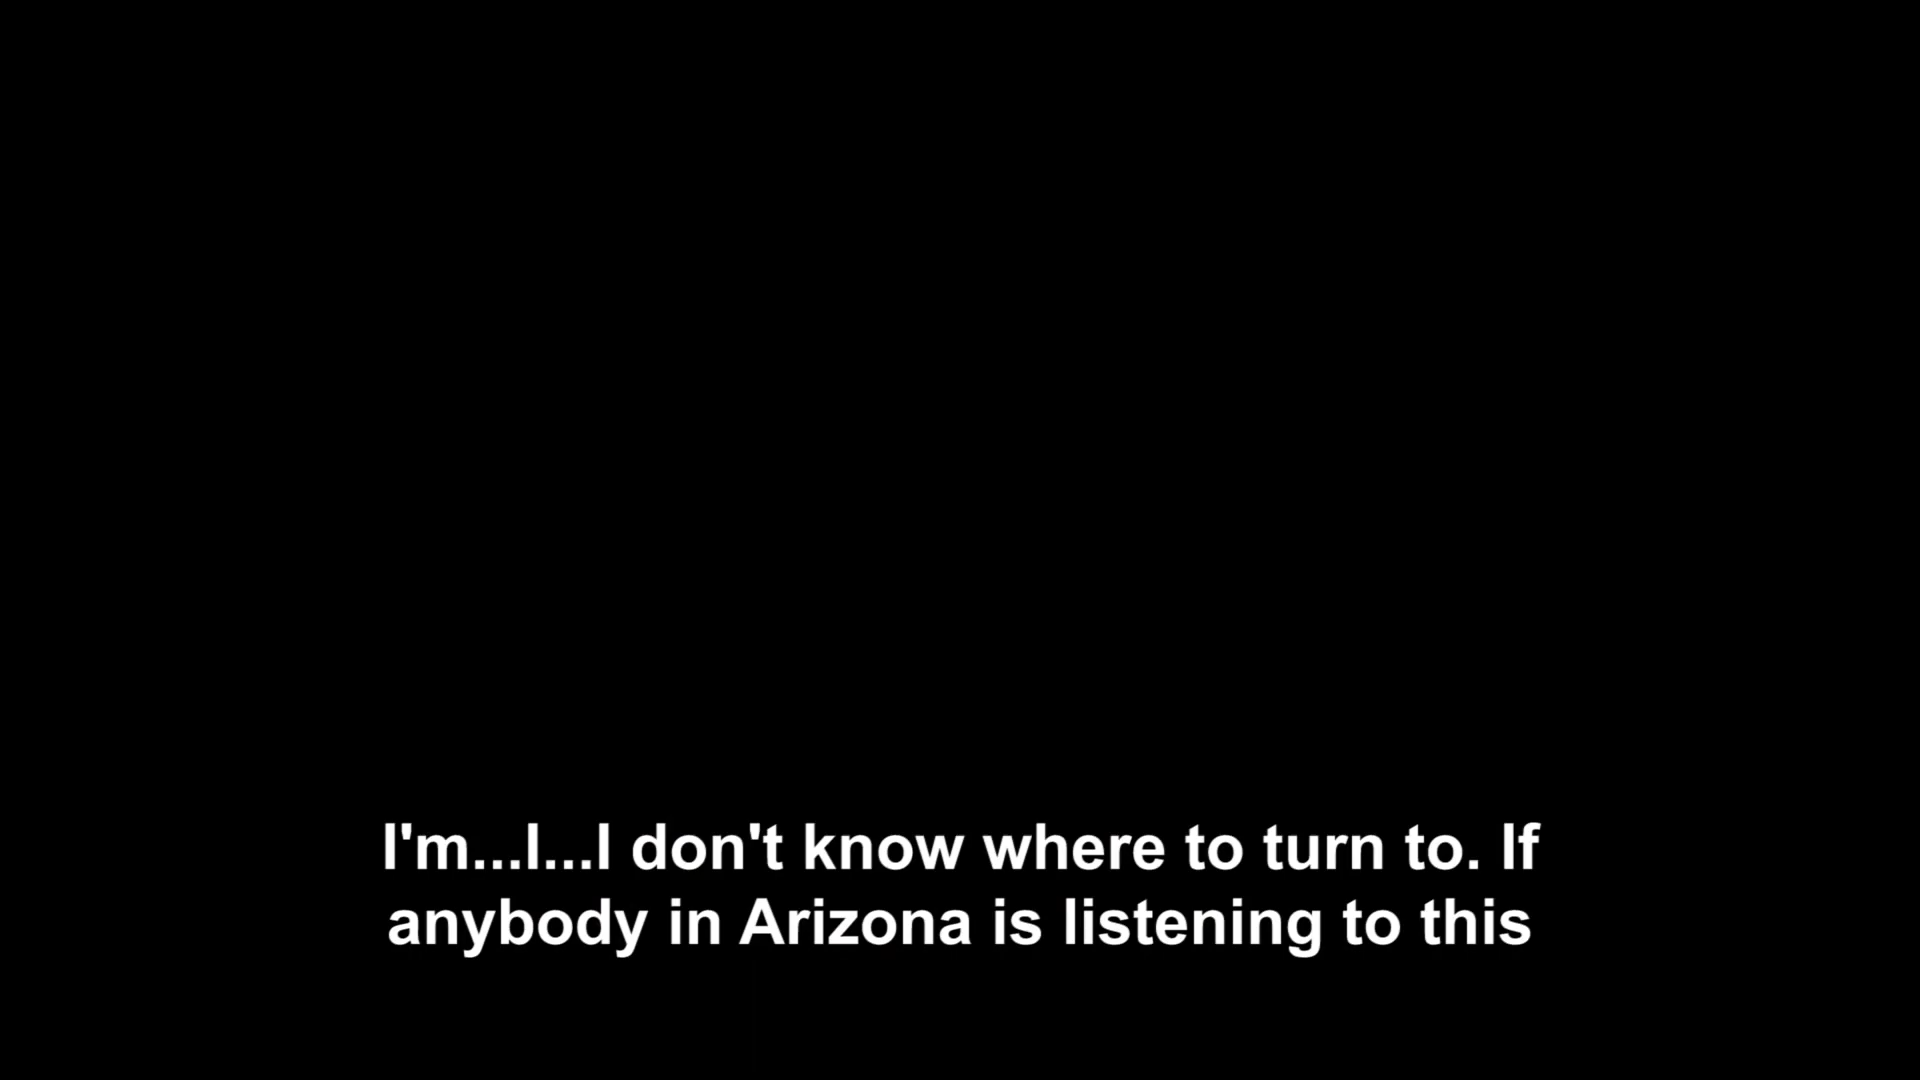 I'm...I...I don't know where to turn to. If
anybody in Arizona is listening to this